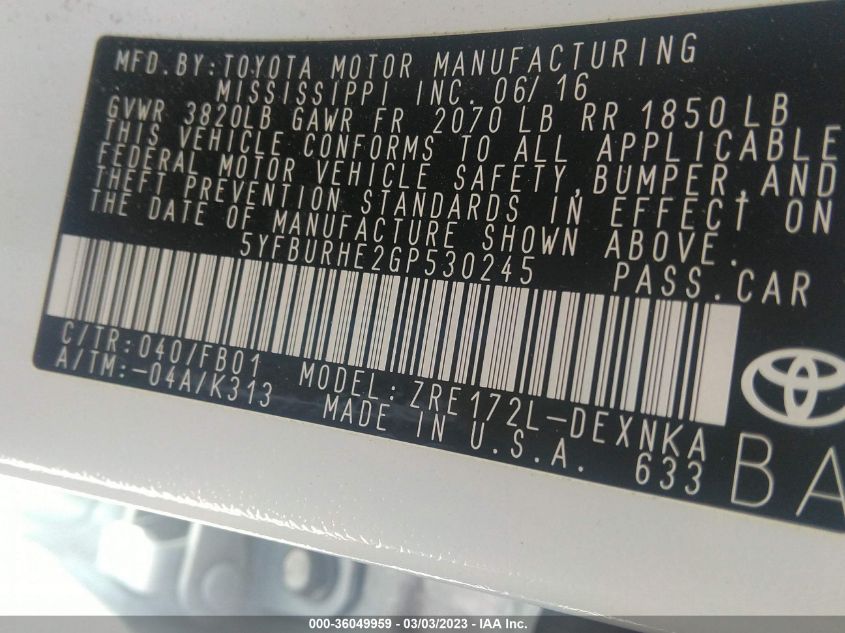 MFD. BY: TOYOTA MOTOR MANUFACTURING
MISSISSIPPI INC. 06/16
GVWR 3820LB GAWR FR 2070 LB RR 1850 LB
THIS VEHICLE CONFORMS TO ALL APPLICABLE
FEDERAL MOTOR VEHICLE SAFETY, BUMPER, AND
THEFT PREVENTION STANDARDS IN EFFECT ON
THE DATE OF MANUFACTURE SHOWN ABOVE.
5YFBURHE2GP530245 PASS. CAR
C/TR: 040/FB01 MODEL: ZRE172L-DEXNKA
A/TM: -04A/K313 MADE IN U.S.A. 633
BA
000-36049959 - 03/03/2023 - IAA Inc.